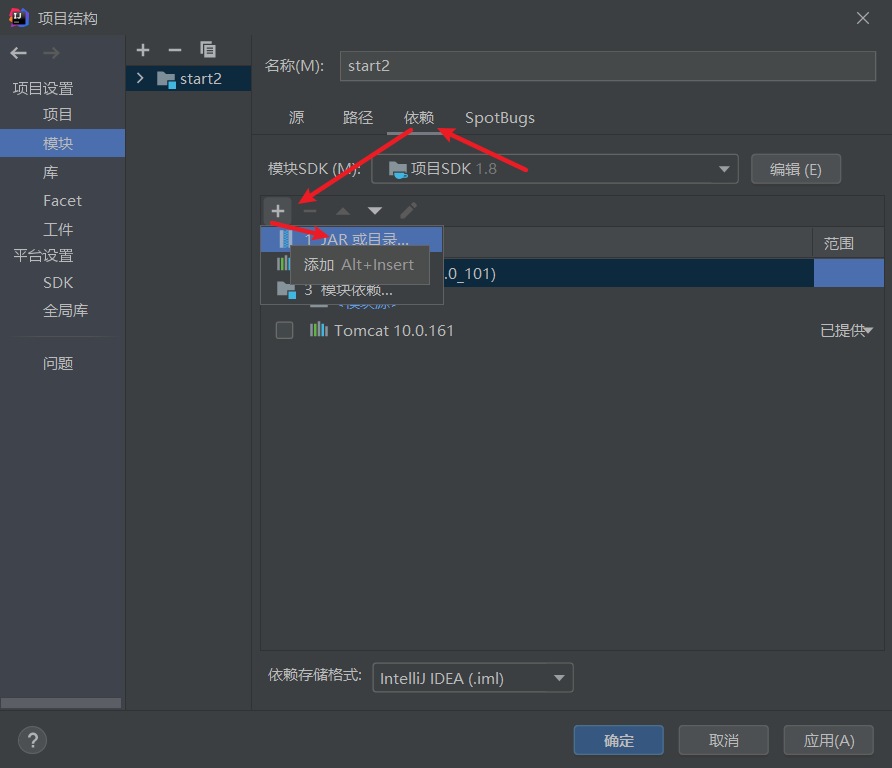 项目结构
项目设置
项目
模块
库
Facet
工件
平台设置
SDK
全局库
问题
start2
名称(M):
start2
源
路径
依赖
SpotBugs
模块SDK (M):
项目SDK 1.8
编辑 (E)
范围
1 JAR 或目录...
添加 Alt+Insert
.0_101)
3 模块依赖...
<模块源>
Tomcat 10.0.161
已提供
依赖存储格式:
IntelliJ IDEA (.iml)
?
确定
取消
应用(A)